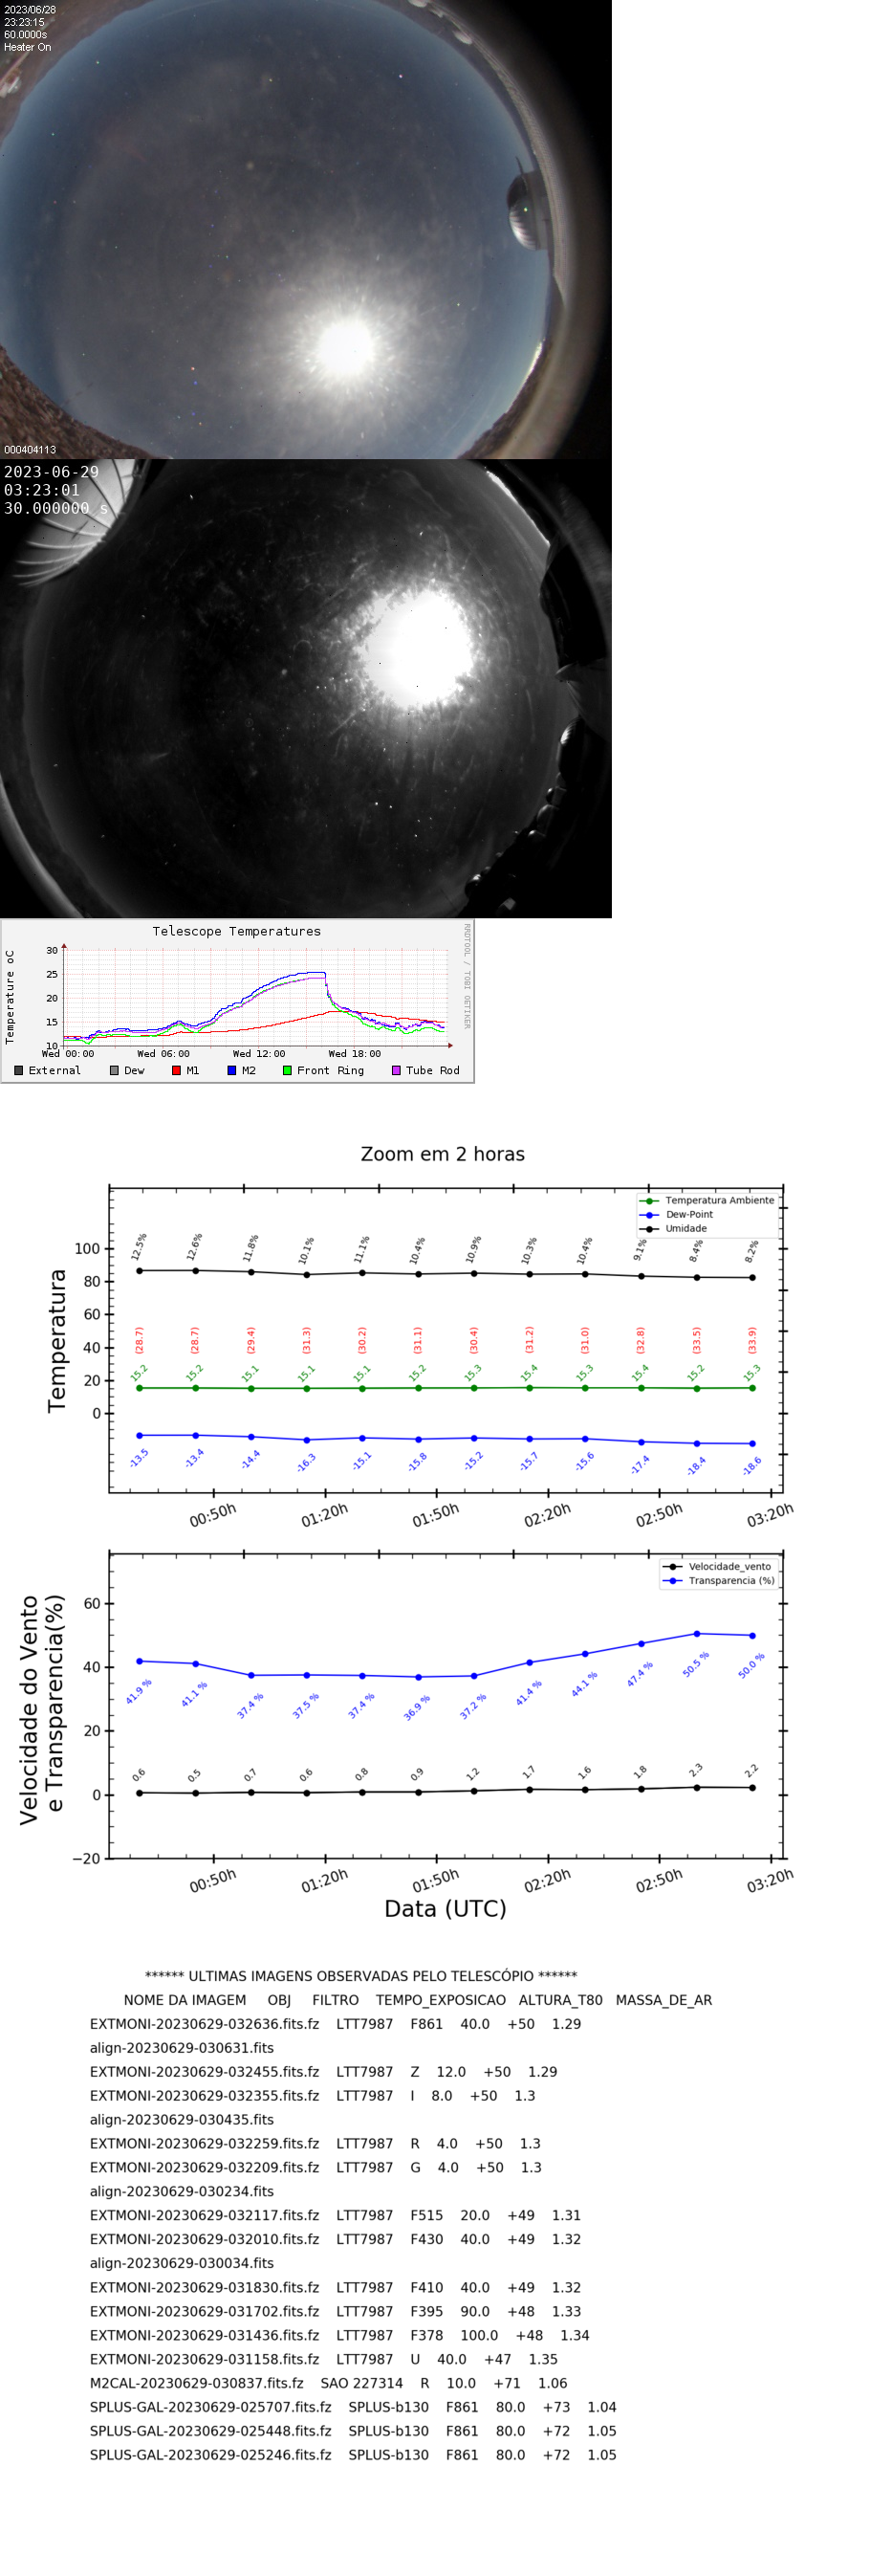 2023/06/28
23:23:15
60.0000s
Heater On
000404113
2023-06-29
03:23:01
30.000000 s
Telescope Temperatures
RRDTOOL / TOBI OETIKER
Temperature oC
30
25
20
15
10
Wed 00:00 Wed 06:00 Wed 12:00 Wed 18:00
External Dew M1 M2 Front Ring Tube Rod
Zoom em 2 horas
Temperatura Ambiente
Dew-Point
Umidade
12.5% 12.6% 11.8% 10.1% 11.1% 10.4% 10.9% 10.3% 10.4% 9.1% 8.4% 8.2%
100
80
60
40
20
0
Temperatura
(28.7) (28.7) (29.4) (31.3) (30.2) (31.1) (30.4) (31.2) (31.0) (32.8) (33.5) (33.9)
15.2 15.2 15.1 15.1 15.1 15.2 15.3 15.4 15.3 15.4 15.2 15.3
-13.5 -13.4 -14.4 -16.3 -15.1 -15.8 -15.2 -15.7 -15.6 -17.4 -18.4 -18.6
00:50h 01:20h 01:50h 02:20h 02:50h 03:20h
Velocidade_vento
Transparencia (%)
Velocidade do Vento
e Transparencia(%)
60
40
20
0
−20
41.9 % 41.1 % 37.4 % 37.5 % 37.4 % 36.9 % 37.2 % 41.4 % 44.1 % 47.4 % 50.5 % 50.0 %
0.6 0.5 0.7 0.6 0.8 0.9 1.2 1.7 1.6 1.8 2.3 2.2
00:50h 01:20h 01:50h 02:20h 02:50h 03:20h
Data (UTC)
****** ULTIMAS IMAGENS OBSERVADAS PELO TELESCÓPIO ******
NOME DA IMAGEM OBJ FILTRO TEMPO_EXPOSICAO ALTURA_T80 MASSA_DE_AR
EXTMONI-20230629-032636.fits.fz LTT7987 F861 40.0 +50 1.29
align-20230629-030631.fits
EXTMONI-20230629-032455.fits.fz LTT7987 Z 12.0 +50 1.29
EXTMONI-20230629-032355.fits.fz LTT7987 I 8.0 +50 1.3
align-20230629-030435.fits
EXTMONI-20230629-032259.fits.fz LTT7987 R 4.0 +50 1.3
EXTMONI-20230629-032209.fits.fz LTT7987 G 4.0 +50 1.3
align-20230629-030234.fits
EXTMONI-20230629-032117.fits.fz LTT7987 F515 20.0 +49 1.31
EXTMONI-20230629-032010.fits.fz LTT7987 F430 40.0 +49 1.32
align-20230629-030034.fits
EXTMONI-20230629-031830.fits.fz LTT7987 F410 40.0 +49 1.32
EXTMONI-20230629-031702.fits.fz LTT7987 F395 90.0 +48 1.33
EXTMONI-20230629-031436.fits.fz LTT7987 F378 100.0 +48 1.34
EXTMONI-20230629-031158.fits.fz LTT7987 U 40.0 +47 1.35
M2CAL-20230629-030837.fits.fz SAO 227314 R 10.0 +71 1.06
SPLUS-GAL-20230629-025707.fits.fz SPLUS-b130 F861 80.0 +73 1.04
SPLUS-GAL-20230629-025448.fits.fz SPLUS-b130 F861 80.0 +72 1.05
SPLUS-GAL-20230629-025246.fits.fz SPLUS-b130 F861 80.0 +72 1.05